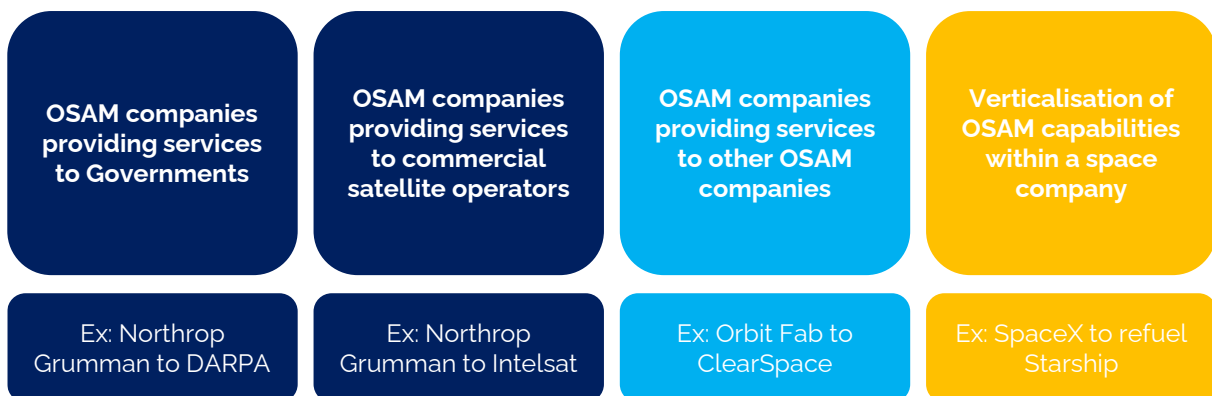 OSAM companies
providing services
to Governments
OSAM companies
providing services
to commercial
satellite operators
OSAM companies
providing services
to other OSAM
companies
Verticalisation of
OSAM capabilities
within a space
company
Ex: Northrop
Grumman to DARPA
Ex: Northrop
Grumman to Intelsat
Ex: Orbit Fab to
ClearSpace
Ex: SpaceX to refuel
Starship